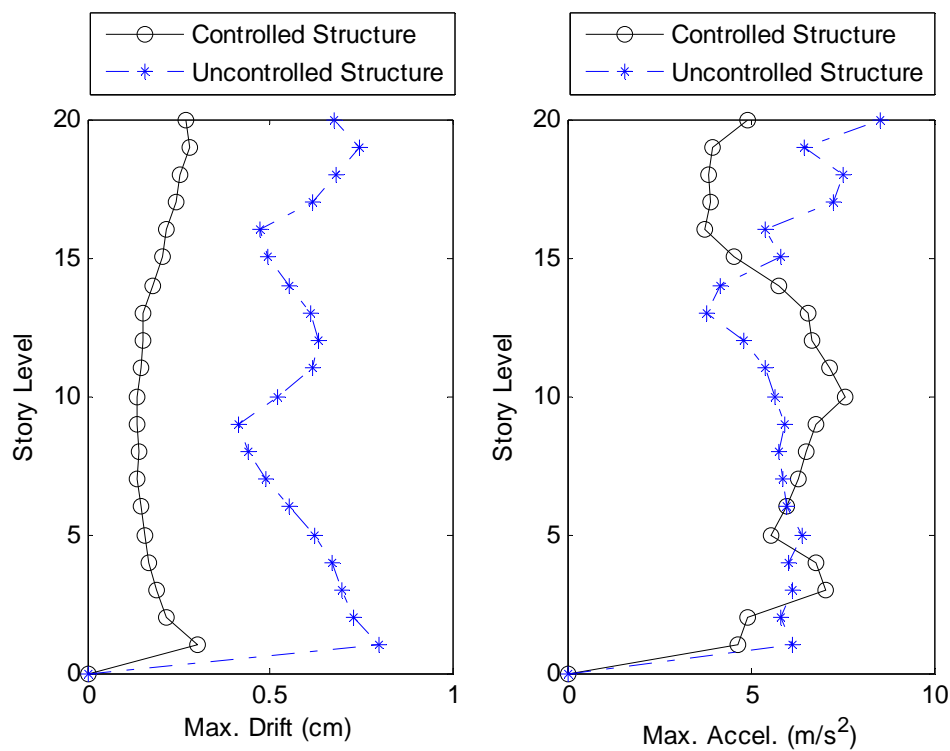 Controlled Structure
Uncontrolled Structure
20
15
10
5
0
Story Level
0
0.5
1
Max. Drift (cm)
Controlled Structure
Uncontrolled Structure
20
15
10
5
0
Story Level
0
5
10
Max. Accel. (m/s²)